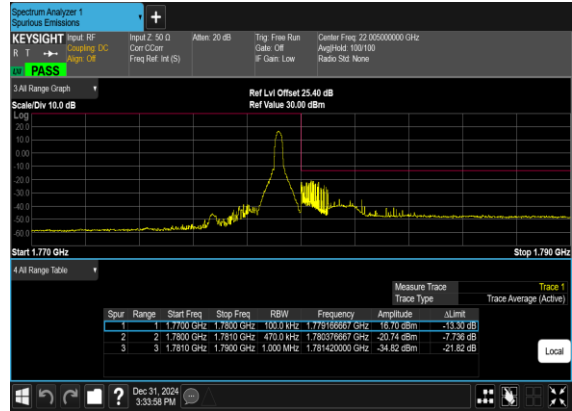 Spectrum Analyzer 1
Spurious Emissions
+
KEYSIGHT Input: RF Input Z: 50 Ω Atten: 20 dB Trig: Free Run Center Freq: 22.005000000 GHz
R T Coupling: DC Corr CCorr Gate: Off Avg|Hold: 100/100
Align: Off Freq Ref: Int (S) IF Gain: Low Radio Std: None
PASS
3 All Range Graph
Ref Lvl Offset 25.40 dB
Scale/Div 10.0 dB Ref Value 30.00 dBm
Log
20.0
10.0
0.00
-10.0
-20.0
-30.0
-40.0
-50.0
-60.0
Start 1.770 GHz Stop 1.790 GHz
4 All Range Table
Measure Trace Trace 1
Trace Type Trace Average (Active)
Spur Range Start Freq Stop Freq RBW Frequency Amplitude ΔLimit
1 1 1.7700 GHz 1.7800 GHz 100.0 kHz 1.779166667 GHz 16.70 dBm -13.30 dB
2 2 1.7800 GHz 1.7810 GHz 470.0 kHz 1.780376667 GHz -20.74 dBm -7.736 dB
3 3 1.7810 GHz 1.7900 GHz 1.000 MHz 1.781420000 GHz -34.82 dBm -21.82 dB
Local
? Dec 31, 2024
3:33:58 PM